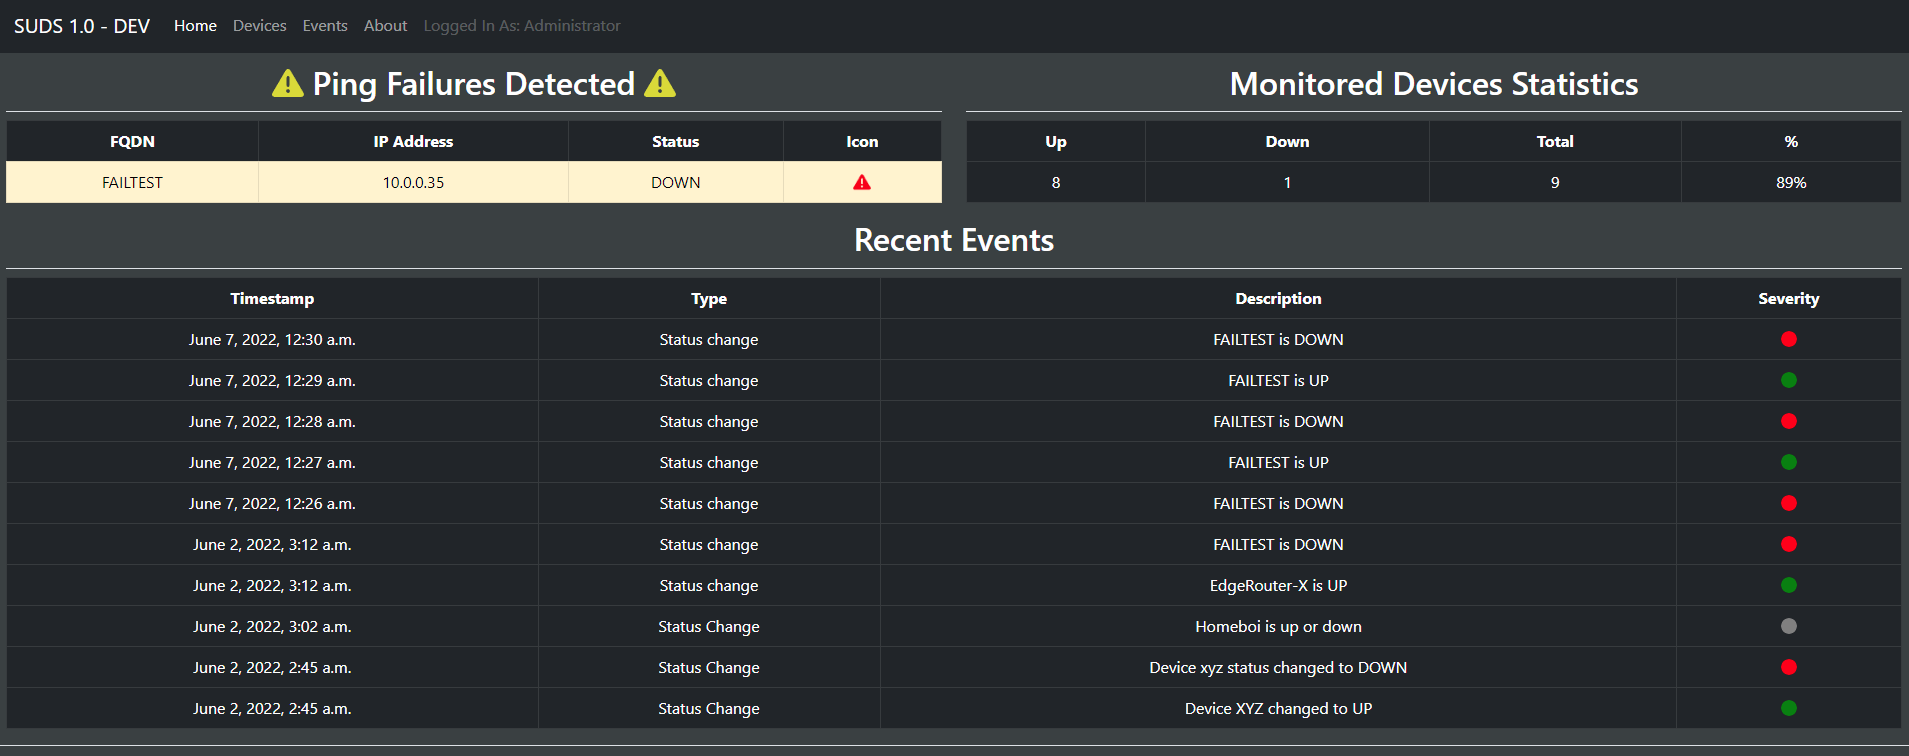 SUDS 1.0 - DEV Home Devices Events About Logged In As: Administrator
Ping Failures Detected
FQDN IP Address Status Icon
FAILTEST 10.0.0.35 DOWN
Monitored Devices Statistics
Up Down Total %
8 1 9 89%
Recent Events
Timestamp Type Description Severity
June 7, 2022, 12:30 a.m. Status change FAILTEST is DOWN
June 7, 2022, 12:29 a.m. Status change FAILTEST is UP
June 7, 2022, 12:28 a.m. Status change FAILTEST is DOWN
June 7, 2022, 12:27 a.m. Status change FAILTEST is UP
June 7, 2022, 12:26 a.m. Status change FAILTEST is DOWN
June 2, 2022, 3:12 a.m. Status change FAILTEST is DOWN
June 2, 2022, 3:12 a.m. Status change EdgeRouter-X is UP
June 2, 2022, 3:02 a.m. Status Change Homeboi is up or down
June 2, 2022, 2:45 a.m. Status Change Device xyz status changed to DOWN
June 2, 2022, 2:45 a.m. Status Change Device XYZ changed to UP